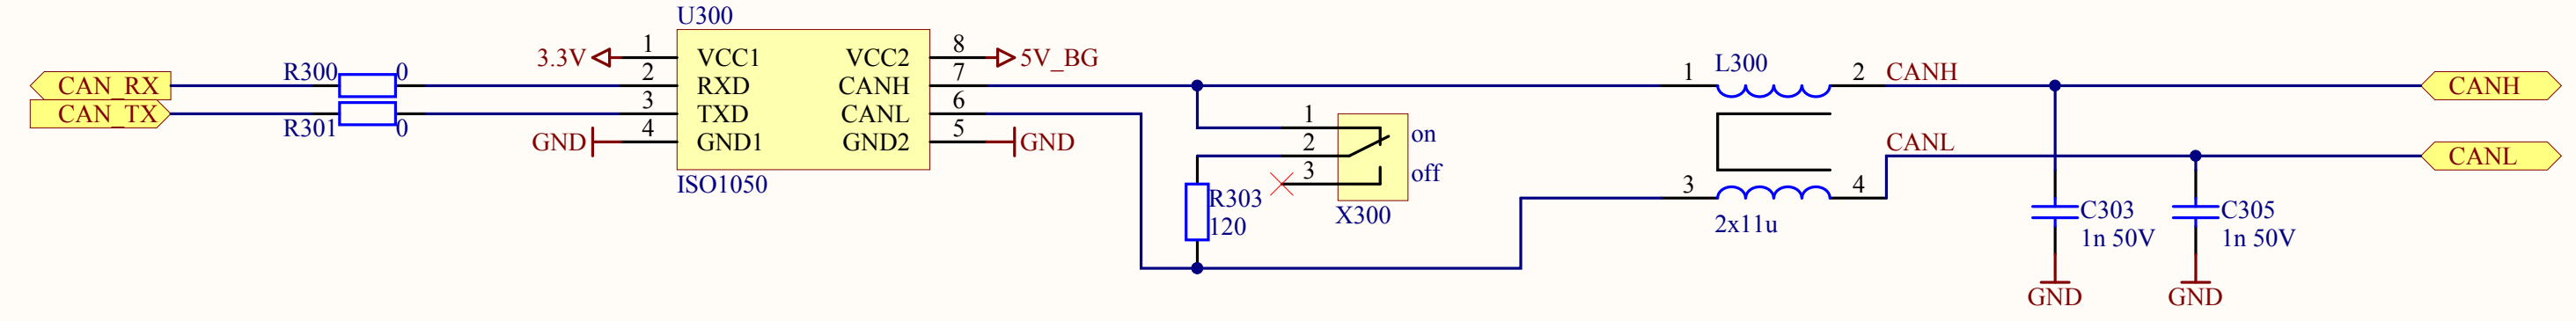 U300
3.3V
1
VCC1
VCC2
8
5V_BG
CAN_RX
R300
0
2
RXD
CANH
7
1
L300
2
CANH
CANH
CAN_TX
R301
0
3
TXD
CANL
6
GND
4
GND1
GND2
5
GND
ISO1050
1
2
3
on
off
X300
R303
120
CANL
CANL
3
4
2x11u
C303
1n 50V
GND
C305
1n 50V
GND